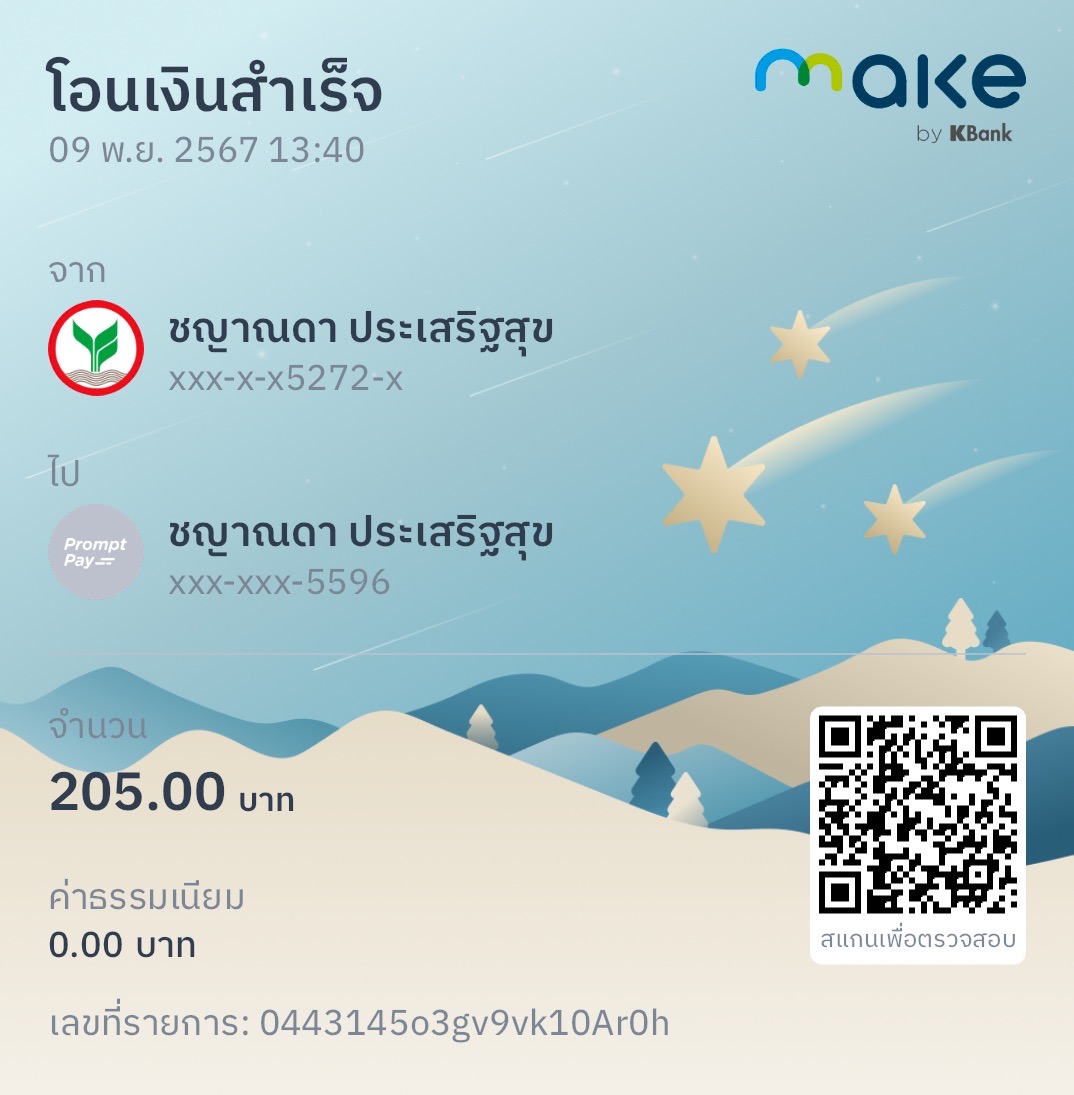 โอนเงินสำเร็จ
make
by KBank
09 พ.ย. 2567 13:40
จาก
ชญาณดา ประเสริฐสุข
xxx-x-x5272-x
ไป
Prompt
Pay
ชญาณดา ประเสริฐสุข
xxx-xxx-5596
จำนวน
205.00 บาท
ค่าธรรมเนียม
0.00 บาท
สแกนเพื่อตรวจสอบ
เลขที่รายการ: 0443145o3gv9vk10Ar0h